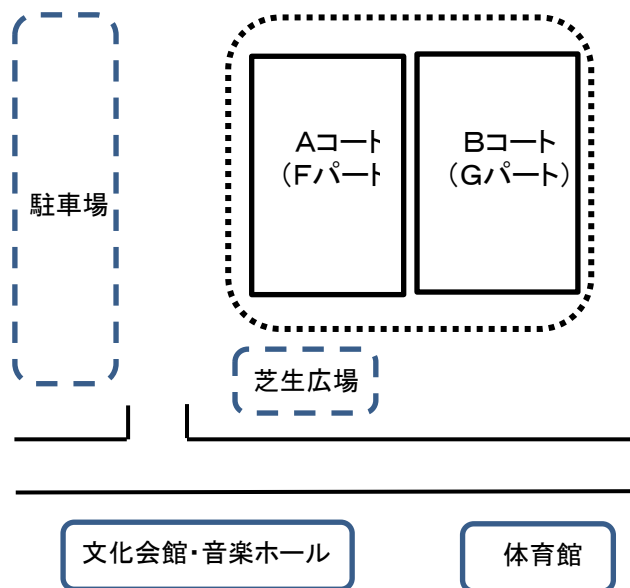 Aコート
(Fパート
Bコート
(Gパート)
駐車場
芝生広場
文化会館・音楽ホール
体育館